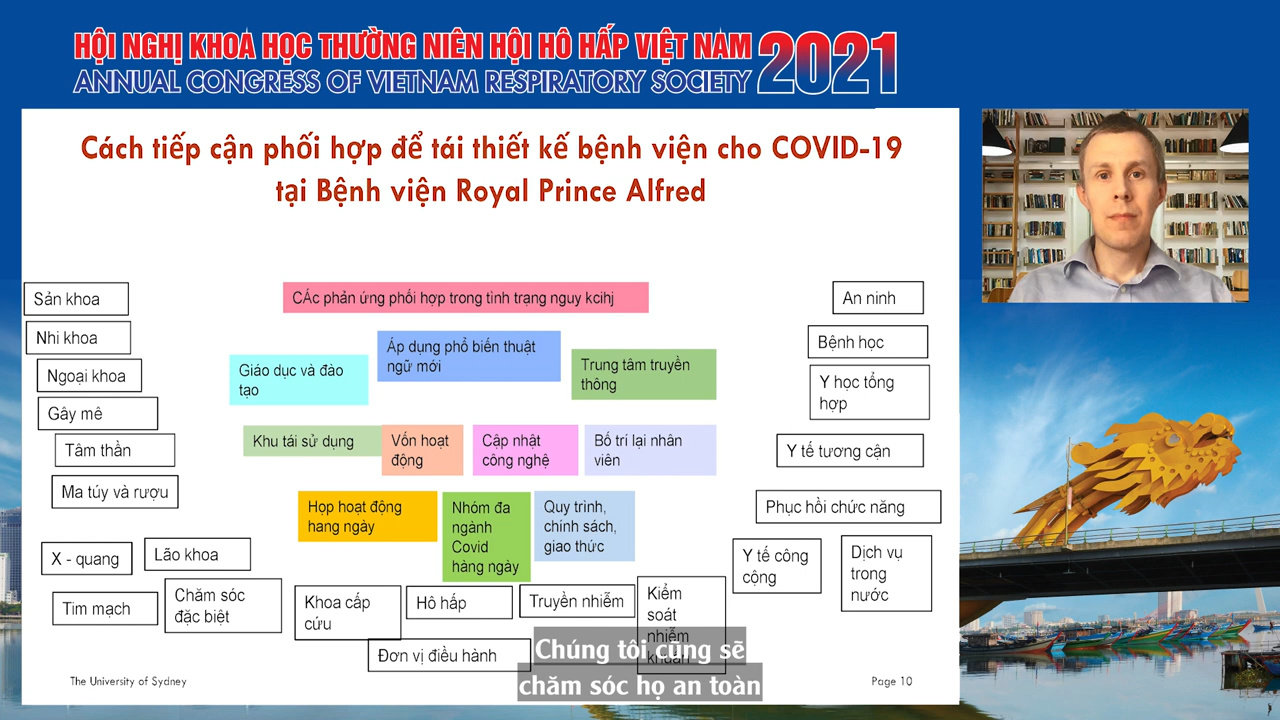 HỘI NGHỊ KHOA HỌC THƯỜNG NIÊN HỘI HÔ HẤP VIỆT NAM 2021
ANNUAL CONGRESS OF VIETNAM RESPIRATORY SOCIETY
Cách tiếp cận phối hợp để tái thiết kế bệnh viện cho COVID-19
tại Bệnh viện Royal Prince Alfred
Sản khoa
CÁc phản ứng phối hợp trong tình trạng nguy kcihj
An ninh
Nhi khoa
Áp dụng phổ biến thuật
ngữ mới
Bệnh học
Ngoại khoa
Giáo dục và đào
tạo
Trung tâm truyền
thông
Y học tổng
hợp
Gây mê
Tâm thần
Khu tái sử dụng
Vốn hoạt
động
Cập nhật
công nghệ
Bố trí lại nhân
viên
Y tế tương cận
Ma túy và rượu
Họp hoạt động
hang ngày
Nhóm đa
ngành
Covid
hàng ngày
Quy trình,
chính sách,
giao thức
Phục hồi chức năng
X - quang
Lão khoa
Y tế công
cộng
Dịch vụ
trong
nước
Tim mạch
Chăm sóc
đặc biệt
Khoa cấp
cứu
Hô hấp
Truyền nhiễm
Kiểm
soát
nhiễm
khuẩn
Đơn vị điều hành
Chúng tôi cũng sẽ
chăm sóc họ an toàn
The University of Sydney
Page 10